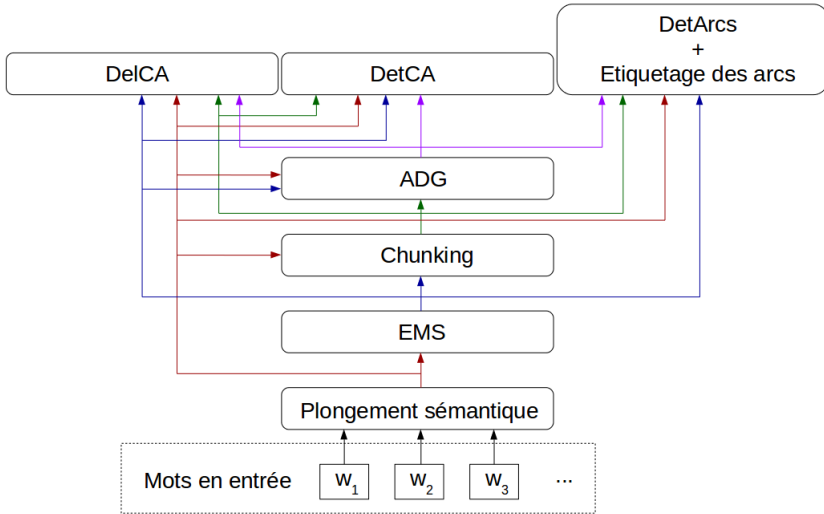 DetArcs
+
DelCA DetCA Etiquetage des arcs
ADG
Chunking
EMS
Plongement sémantique
Mots en entrée w1 w2 w3 ...